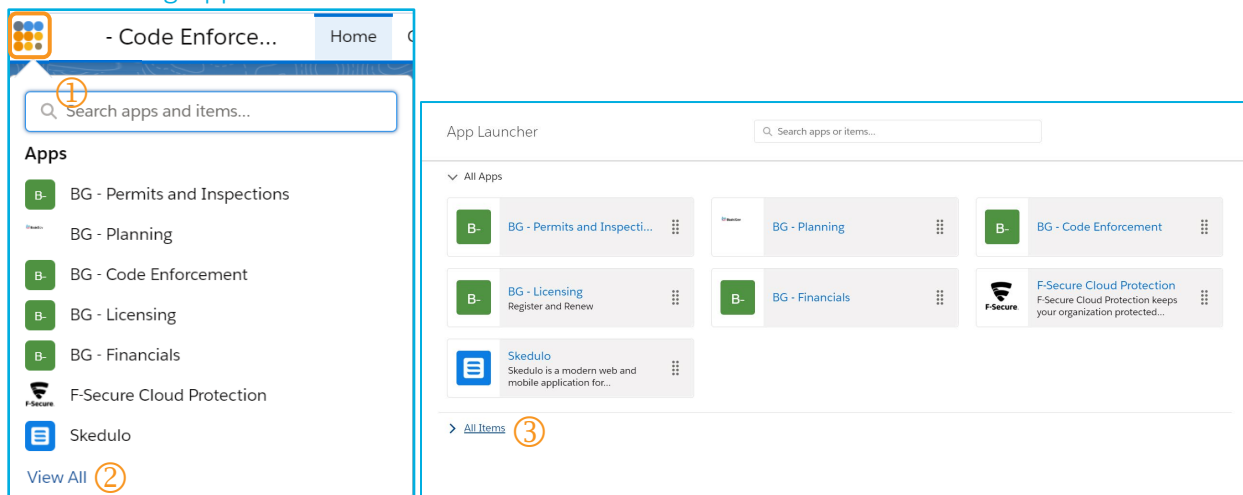 - Code Enforce...
Home
①
Search apps and items...
Apps
B-
BG - Permits and Inspections
BG - Planning
B-
BG - Code Enforcement
B-
BG - Licensing
B-
BG - Financials
F-Secure.
F-Secure Cloud Protection
Skedulo
View All ②
App Launcher
Search apps or items...
All Apps
B-
BG - Permits and Inspecti...
BG - Planning
B-
BG - Code Enforcement
B-
BG - Licensing
Register and Renew
B-
BG - Financials
F-Secure.
F-Secure Cloud Protection
F-Secure Cloud Protection keeps
your organization protected...
Skedulo
Skedulo is a modern web and
mobile application for...
All Items ③